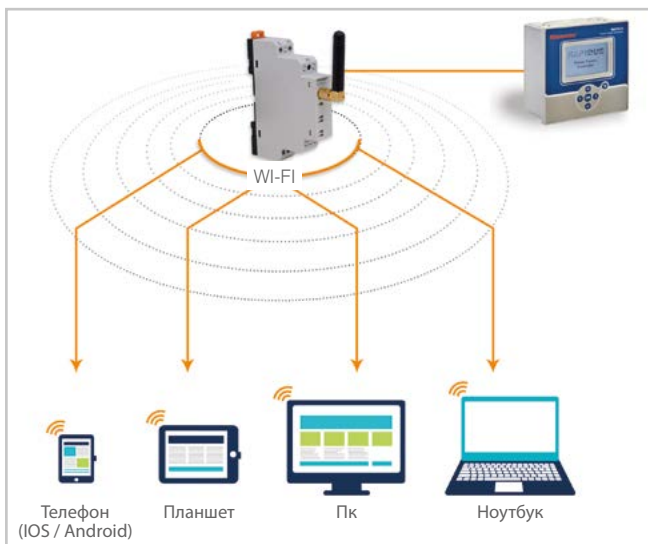 WI-FI
Телефон
(IOS / Android)
Планшет
Пк
Ноутбук